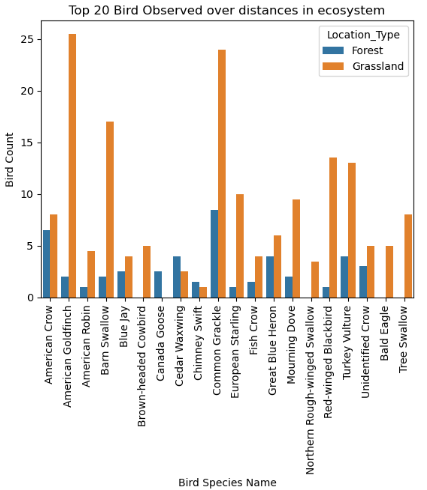 Top 20 Bird Observed over distances in ecosystem
Location_Type
Forest
Grassland
Bird Count
25
20
15
10
5
0
American Crow
American Goldfinch
American Robin
Barn Swallow
Blue Jay
Brown-headed Cowbird
Canada Goose
Cedar Waxwing
Chimney Swift
Common Grackle
European Starling
Fish Crow
Great Blue Heron
Mourning Dove
Northern Rough-winged Swallow
Red-winged Blackbird
Turkey Vulture
Unidentified Crow
Bald Eagle
Tree Swallow
Bird Species Name